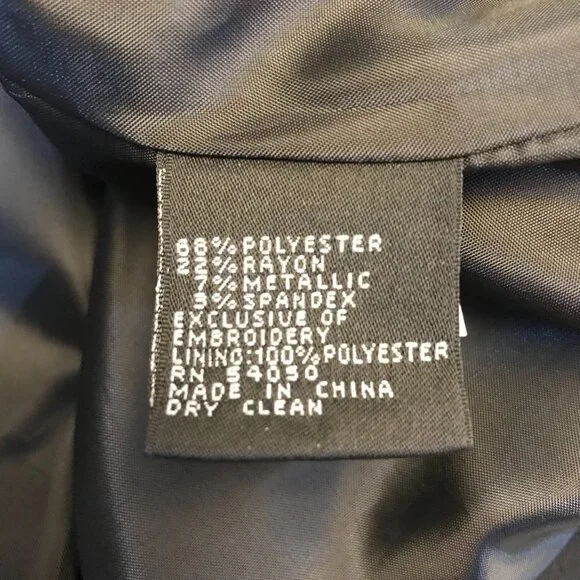 68% POLYESTER
22% RAYON
7% METALLIC
3% SPANDEX
EXCLUSIVE OF
EMBROIDERY
LINING:100% POLYESTER
RN 54050
MADE IN CHINA
DRY CLEAN